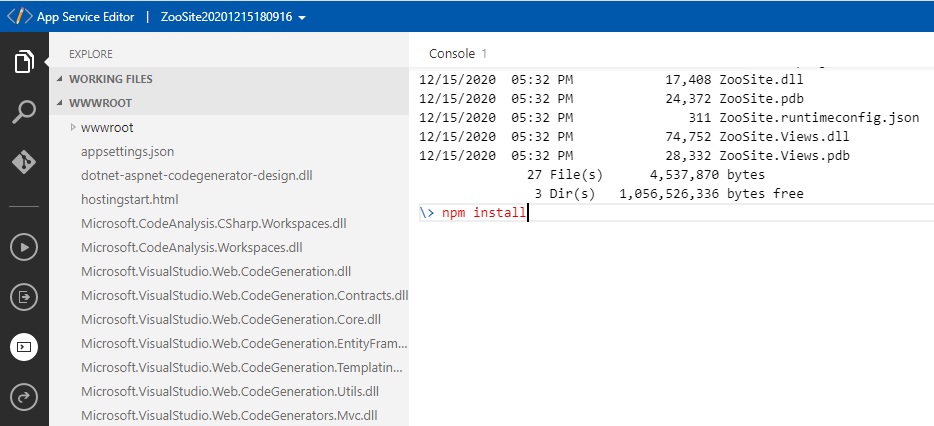 App Service Editor | ZooSite20201215180916
EXPLORE
WORKING FILES
WWWROOT
wwwroot
appsettings.json
dotnet-aspnet-codegenerator-design.dll
hostingstart.html
Microsoft.CodeAnalysis.CSharp.Workspaces.dll
Microsoft.CodeAnalysis.Workspaces.dll
Microsoft.VisualStudio.Web.CodeGeneration.dll
Microsoft.VisualStudio.Web.CodeGeneration.Contracts.dll
Microsoft.VisualStudio.Web.CodeGeneration.Core.dll
Microsoft.VisualStudio.Web.CodeGeneration.EntityFram...
Microsoft.VisualStudio.Web.CodeGeneration.Templatin...
Microsoft.VisualStudio.Web.CodeGeneration.Utils.dll
Microsoft.VisualStudio.Web.CodeGenerators.Mvc.dll
Console 1
12/15/2020 05:32 PM 17,408 ZooSite.dll
12/15/2020 05:32 PM 24,372 ZooSite.pdb
12/15/2020 05:32 PM 311 ZooSite.runtimeconfig.json
12/15/2020 05:32 PM 74,752 ZooSite.Views.dll
12/15/2020 05:32 PM 28,332 ZooSite.Views.pdb
27 File(s) 4,537,870 bytes
3 Dir(s) 1,056,526,336 bytes free
\> npm install